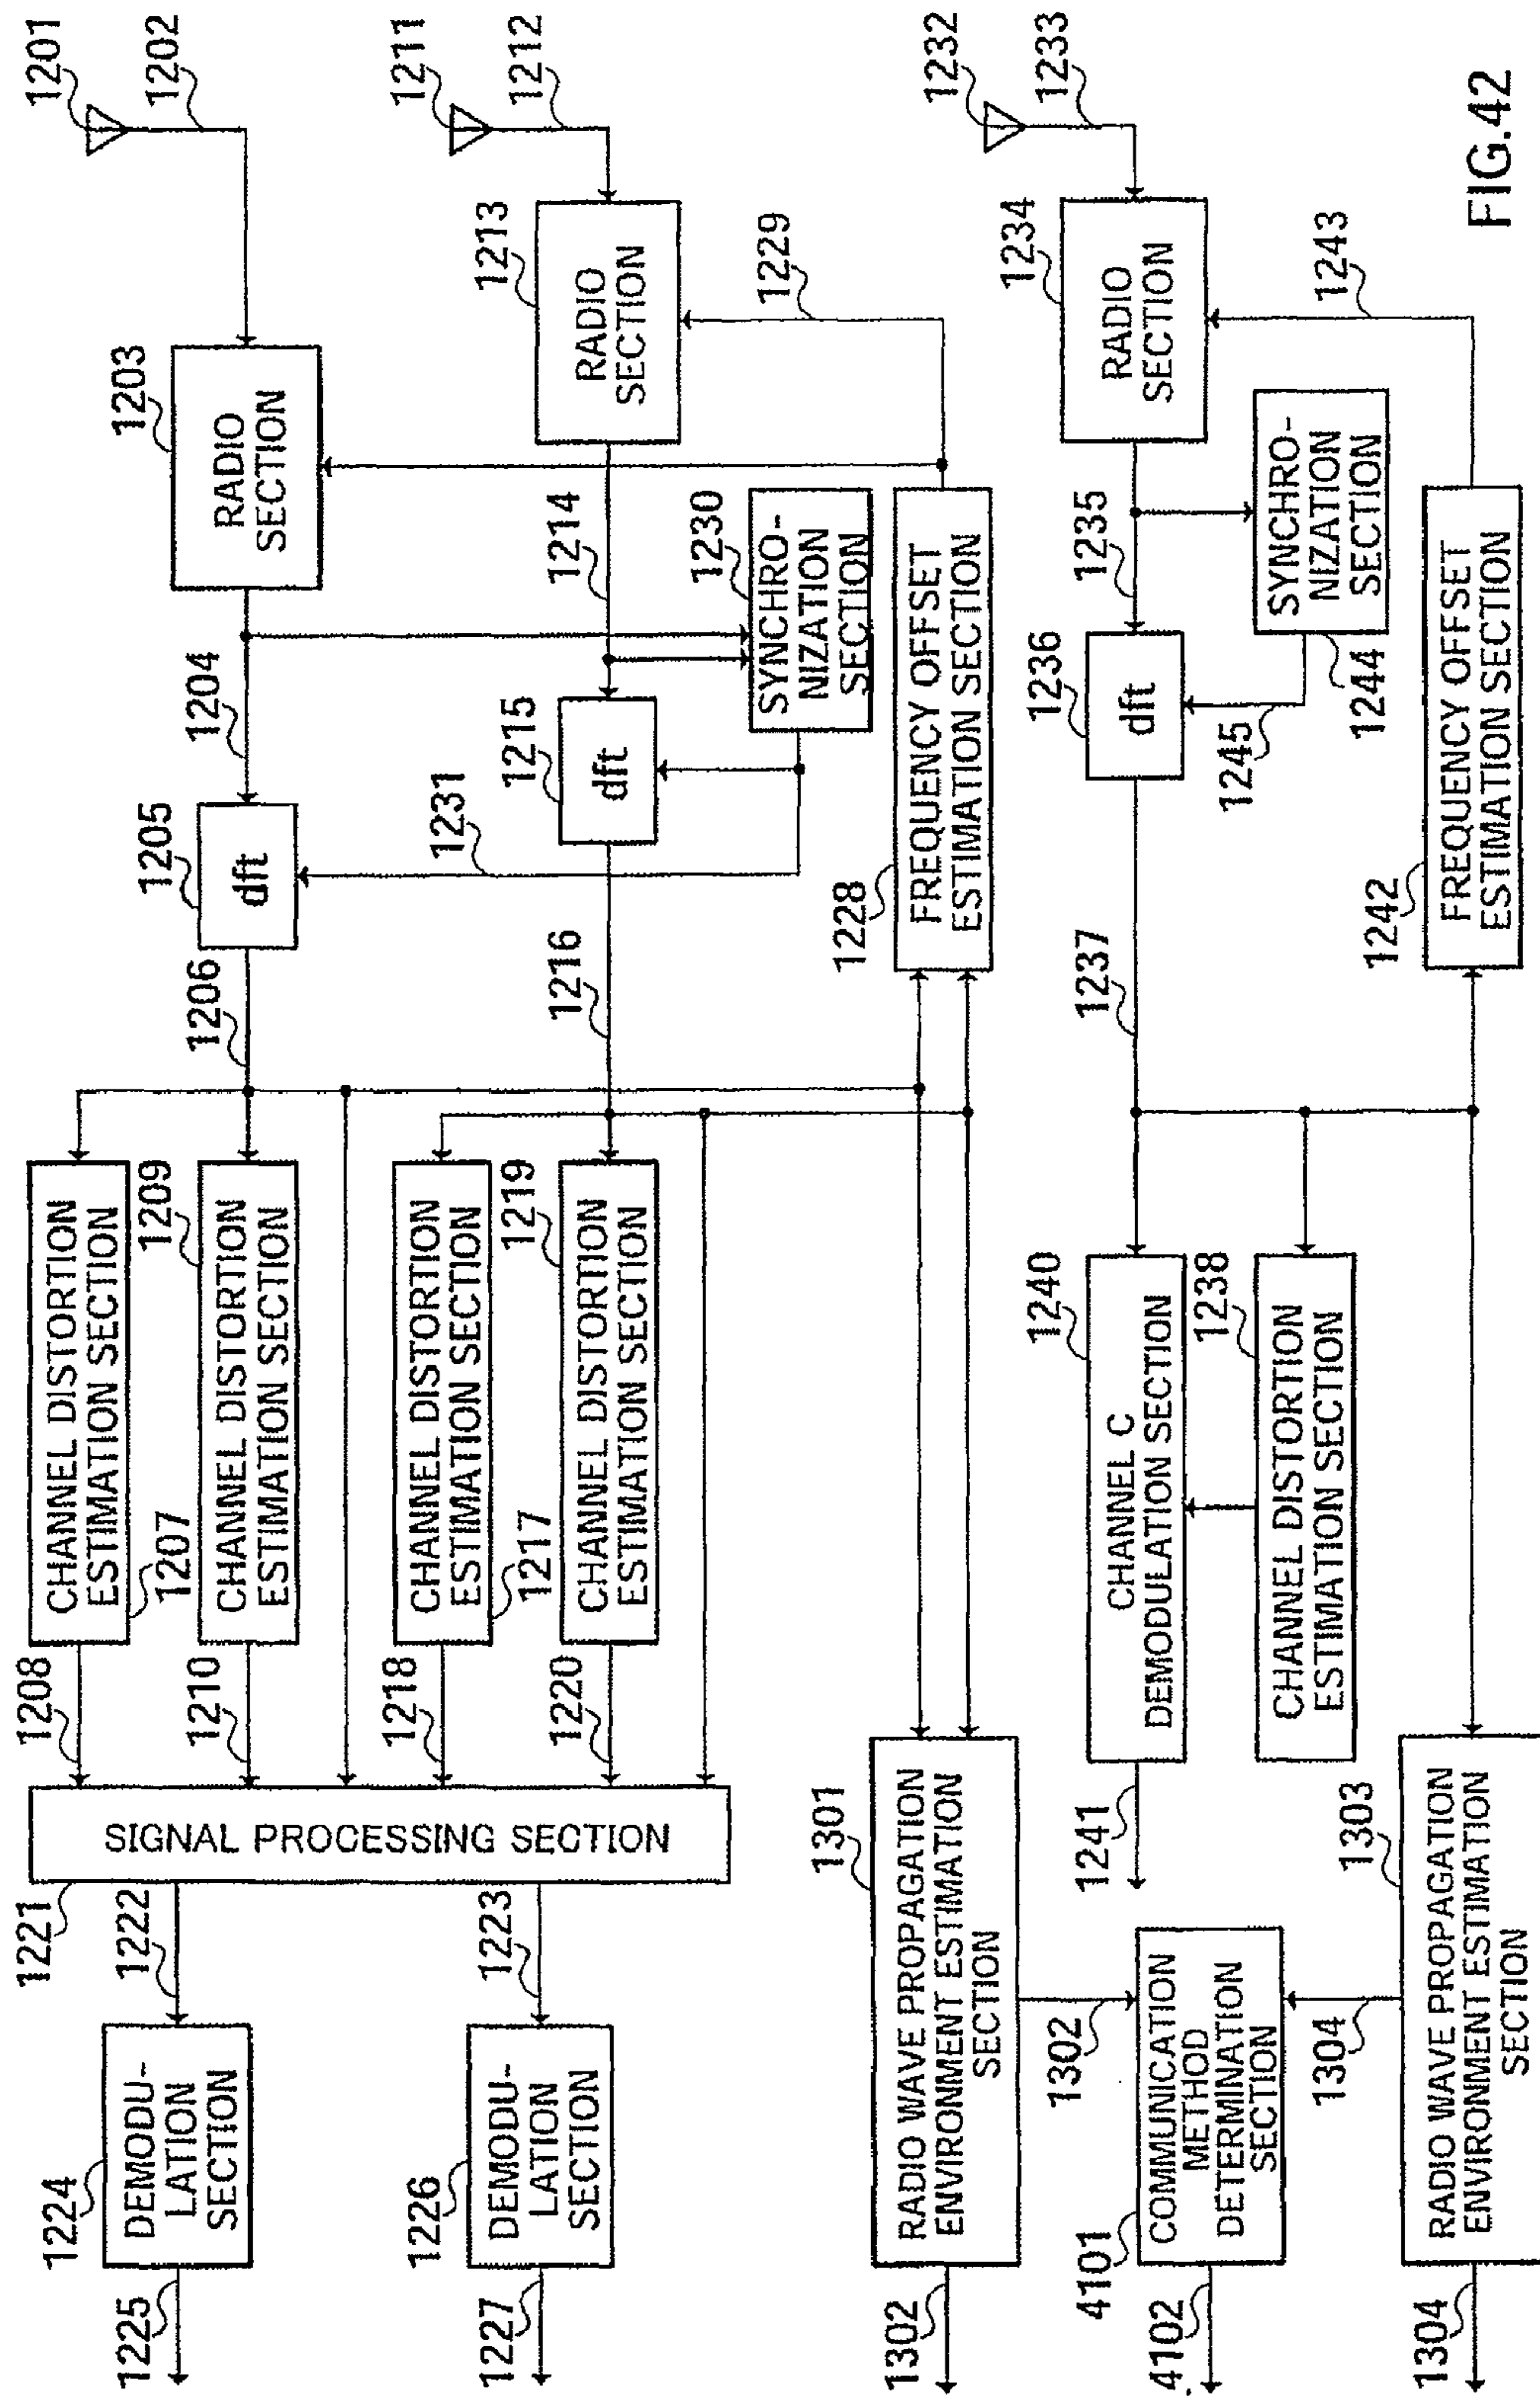 1201
1202
1203
RADIO
SECTION
1204
1205
dft
1206
CHANNEL DISTORTION
ESTIMATION SECTION
1207
1208
1209
CHANNEL DISTORTION
ESTIMATION SECTION
1210
1211
1212
1213
RADIO
SECTION
1214
1215
dft
1216
CHANNEL DISTORTION
ESTIMATION SECTION
1217
1218
1219
CHANNEL DISTORTION
ESTIMATION SECTION
1220
SIGNAL PROCESSING SECTION
1221
1222
1223
1224
DEMODU-
LATION
SECTION
1225
1226
DEMODU-
LATION
SECTION
1227
1228
FREQUENCY OFFSET
ESTIMATION SECTION
1229
1230
SYNCHRO-
NIZATION
SECTION
1231
1301
RADIO WAVE PROPAGATION
ENVIRONMENT ESTIMATION
SECTION
1302
1302
1232
1233
1234
RADIO
SECTION
1235
1236
dft
1237
1238
CHANNEL DISTORTION
ESTIMATION SECTION
1240
CHANNEL C
DEMODULATION SECTION
1241
1242
FREQUENCY OFFSET
ESTIMATION SECTION
1243
SYNCHRO-
NIZATION
SECTION
1244
1245
4101
COMMUNICATION
METHOD
DETERMINATION
SECTION
4102
1303
RADIO WAVE PROPAGATION
ENVIRONMENT ESTIMATION
SECTION
1304
1304
FIG.42